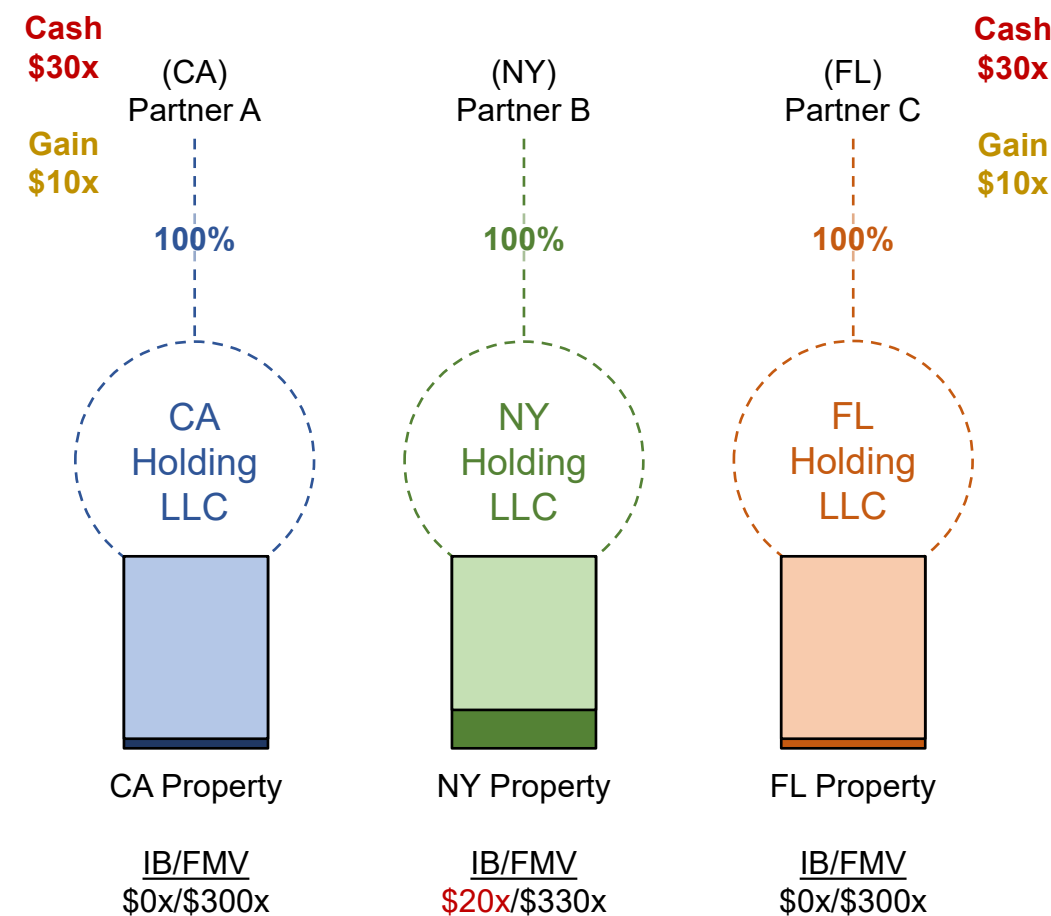 Cash
$30x
Gain
$10x
(CA)
Partner A
(NY)
Partner B
(FL)
Partner C
Cash
$30x
Gain
$10x
100%
100%
100%
CA
Holding
LLC
NY
Holding
LLC
FL
Holding
LLC
CA Property
NY Property
FL Property
IB/FMV
$0x/$300x
IB/FMV
$20x/$330x
IB/FMV
$0x/$300x